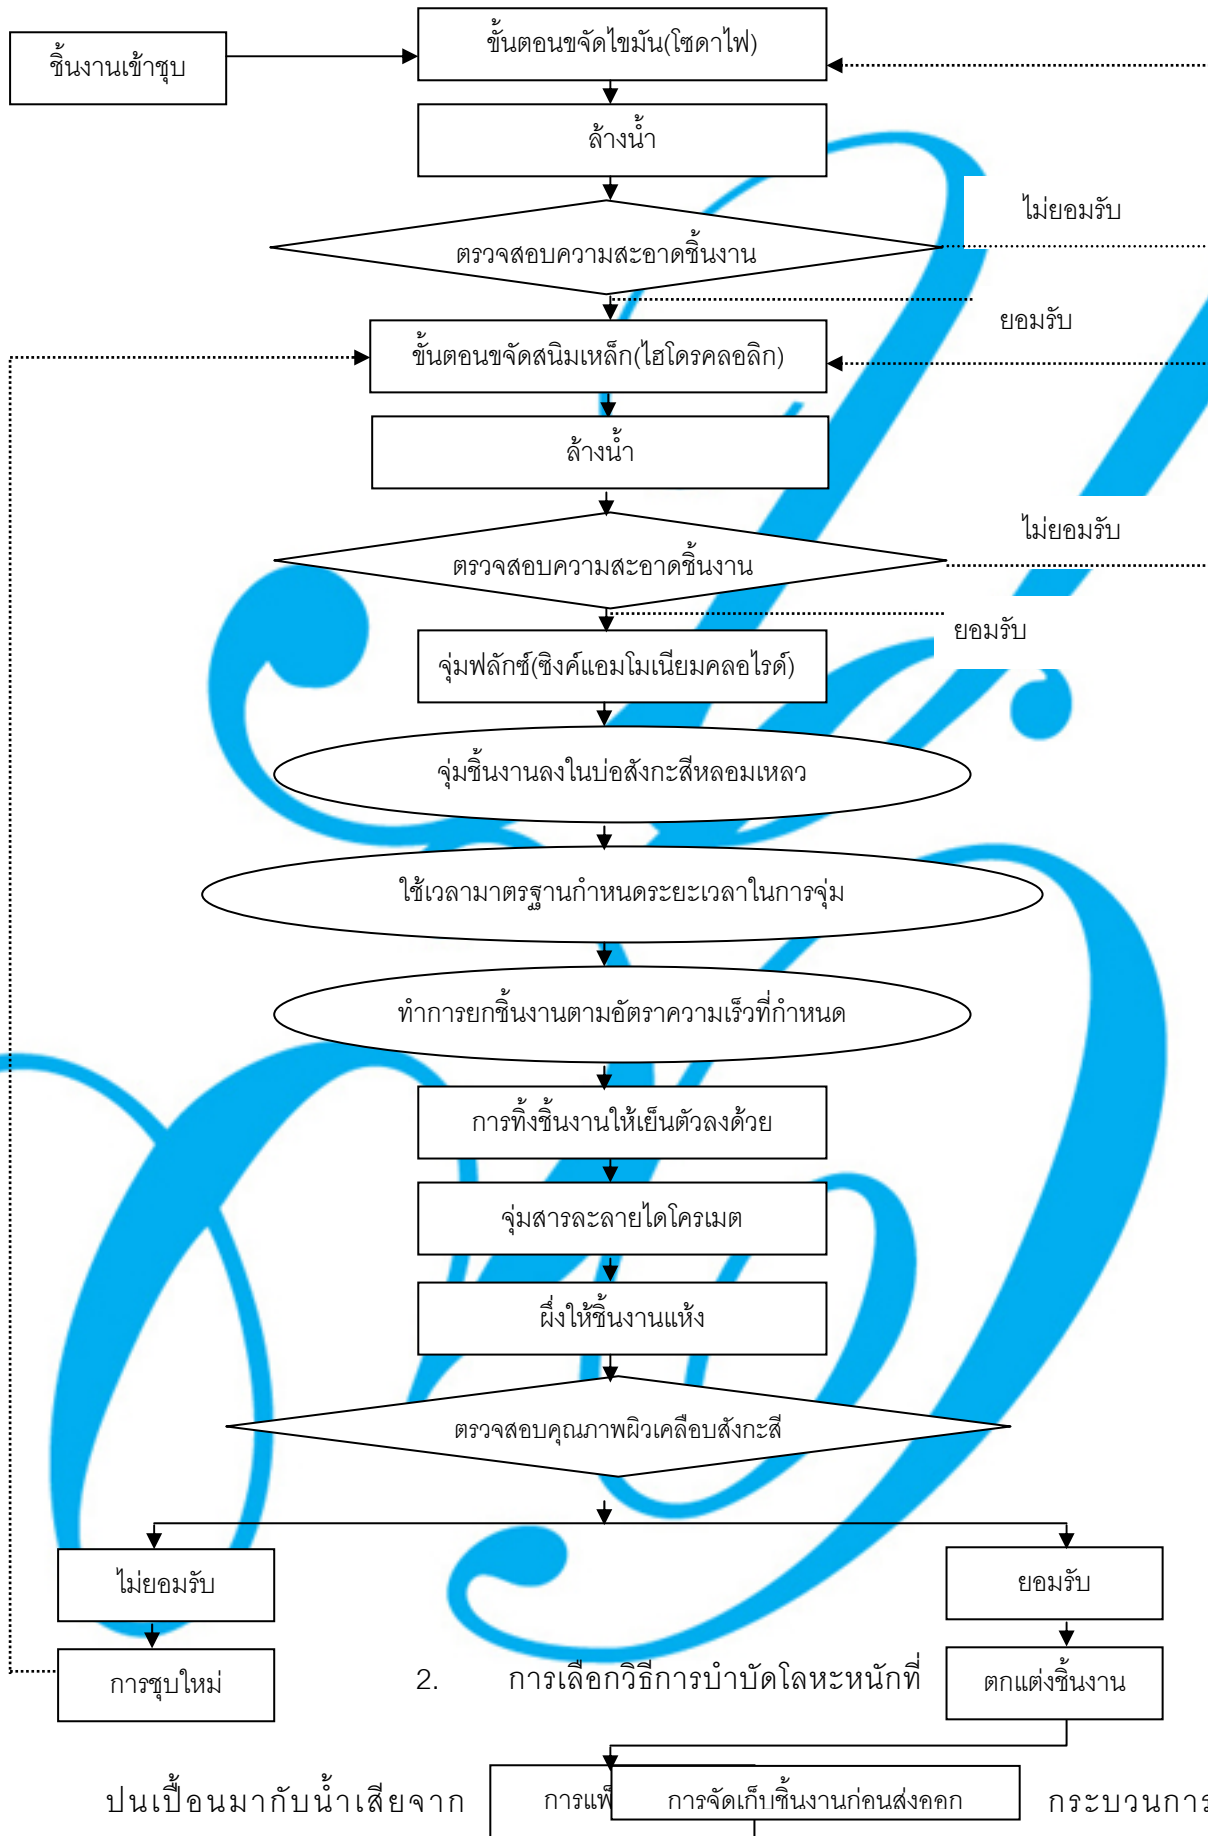 ขั้นตอนขจัดไขมัน(โซดาไฟ)
ชิ้นงานเข้าชุบ
ล้างน้ำ
ไม่ยอมรับ
ตรวจสอบความสะอาดชิ้นงาน
ยอมรับ
ขั้นตอนขจัดสนิมเหล็ก(ไฮโดรคลอลิก)
ล้างน้ำ
ไม่ยอมรับ
ตรวจสอบความสะอาดชิ้นงาน
ยอมรับ
จุ่มฟลักซ์(ซิงค์แอมโมเนียมคลอไรด์)
จุ่มชิ้นงานลงในบ่อสังกะสีหลอมเหลว
ใช้เวลามาตรฐานกำหนดระยะเวลาในการจุ่ม
ทำการยกชิ้นงานตามอัตราความเร็วที่กำหนด
การทิ้งชิ้นงานให้เย็นตัวลงด้วย
จุ่มสารละลายไดโครเมต
ผึ่งให้ชิ้นงานแห้ง
ตรวจสอบคุณภาพผิวเคลือบสังกะสี
ไม่ยอมรับ
ยอมรับ
การชุบใหม่
2. การเลือกวิธีการบำบัดโลหะหนักที่
ตกแต่งชิ้นงาน
ปนเปื้อนมากับน้ำเสียจาก
การจัดเก็บชิ้นงานก่อนส่งออก
กระบวนการ